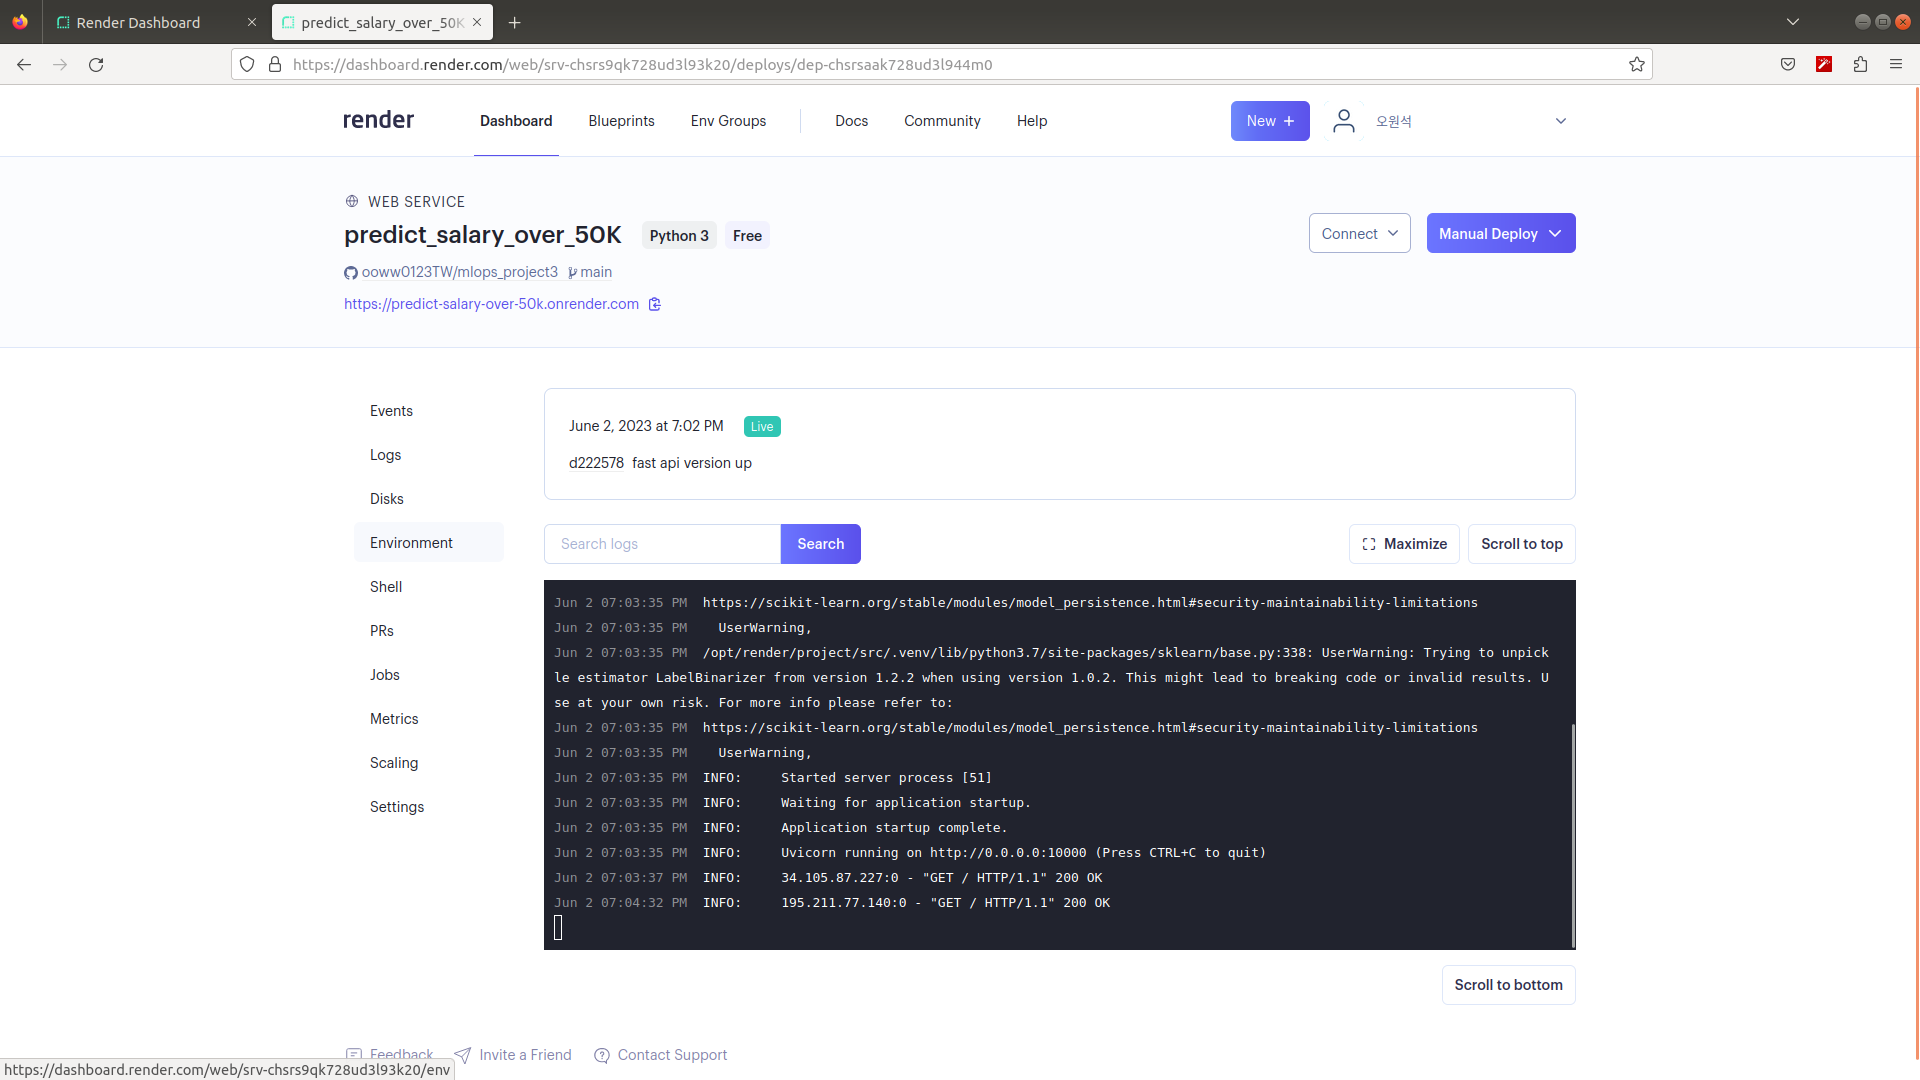 Render Dashboard
predict_salary_over_50K
https://dashboard.render.com/web/srv-chsrs9qk728ud3l93k20/deploys/dep-chsrsaak728ud3l944m0
render
Dashboard
Blueprints
Env Groups
Docs
Community
Help
New +
오원석
WEB SERVICE
predict_salary_over_50K Python 3 Free
Connect
Manual Deploy
ooww0123TW/mlops_project3 main
https://predict-salary-over-50k.onrender.com
Events
Logs
Disks
Environment
Shell
PRs
Jobs
Metrics
Scaling
Settings
June 2, 2023 at 7:02 PM Live
d222578 fast api version up
Search logs
Search
Maximize
Scroll to top
Jun 2 07:03:35 PM https://scikit-learn.org/stable/modules/model_persistence.html#security-maintainability-limitations
Jun 2 07:03:35 PM UserWarning,
Jun 2 07:03:35 PM /opt/render/project/src/.venv/lib/python3.7/site-packages/sklearn/base.py:338: UserWarning: Trying to unpick
le estimator LabelBinarizer from version 1.2.2 when using version 1.0.2. This might lead to breaking code or invalid results. U
se at your own risk. For more info please refer to:
Jun 2 07:03:35 PM https://scikit-learn.org/stable/modules/model_persistence.html#security-maintainability-limitations
Jun 2 07:03:35 PM UserWarning,
Jun 2 07:03:35 PM INFO: Started server process [51]
Jun 2 07:03:35 PM INFO: Waiting for application startup.
Jun 2 07:03:35 PM INFO: Application startup complete.
Jun 2 07:03:35 PM INFO: Uvicorn running on http://0.0.0.0:10000 (Press CTRL+C to quit)
Jun 2 07:03:37 PM INFO: 34.105.87.227:0 - "GET / HTTP/1.1" 200 OK
Jun 2 07:04:32 PM INFO: 195.211.77.140:0 - "GET / HTTP/1.1" 200 OK
Scroll to bottom
Feedback
Invite a Friend
Contact Support
https://dashboard.render.com/web/srv-chsrs9qk728ud3l93k20/env